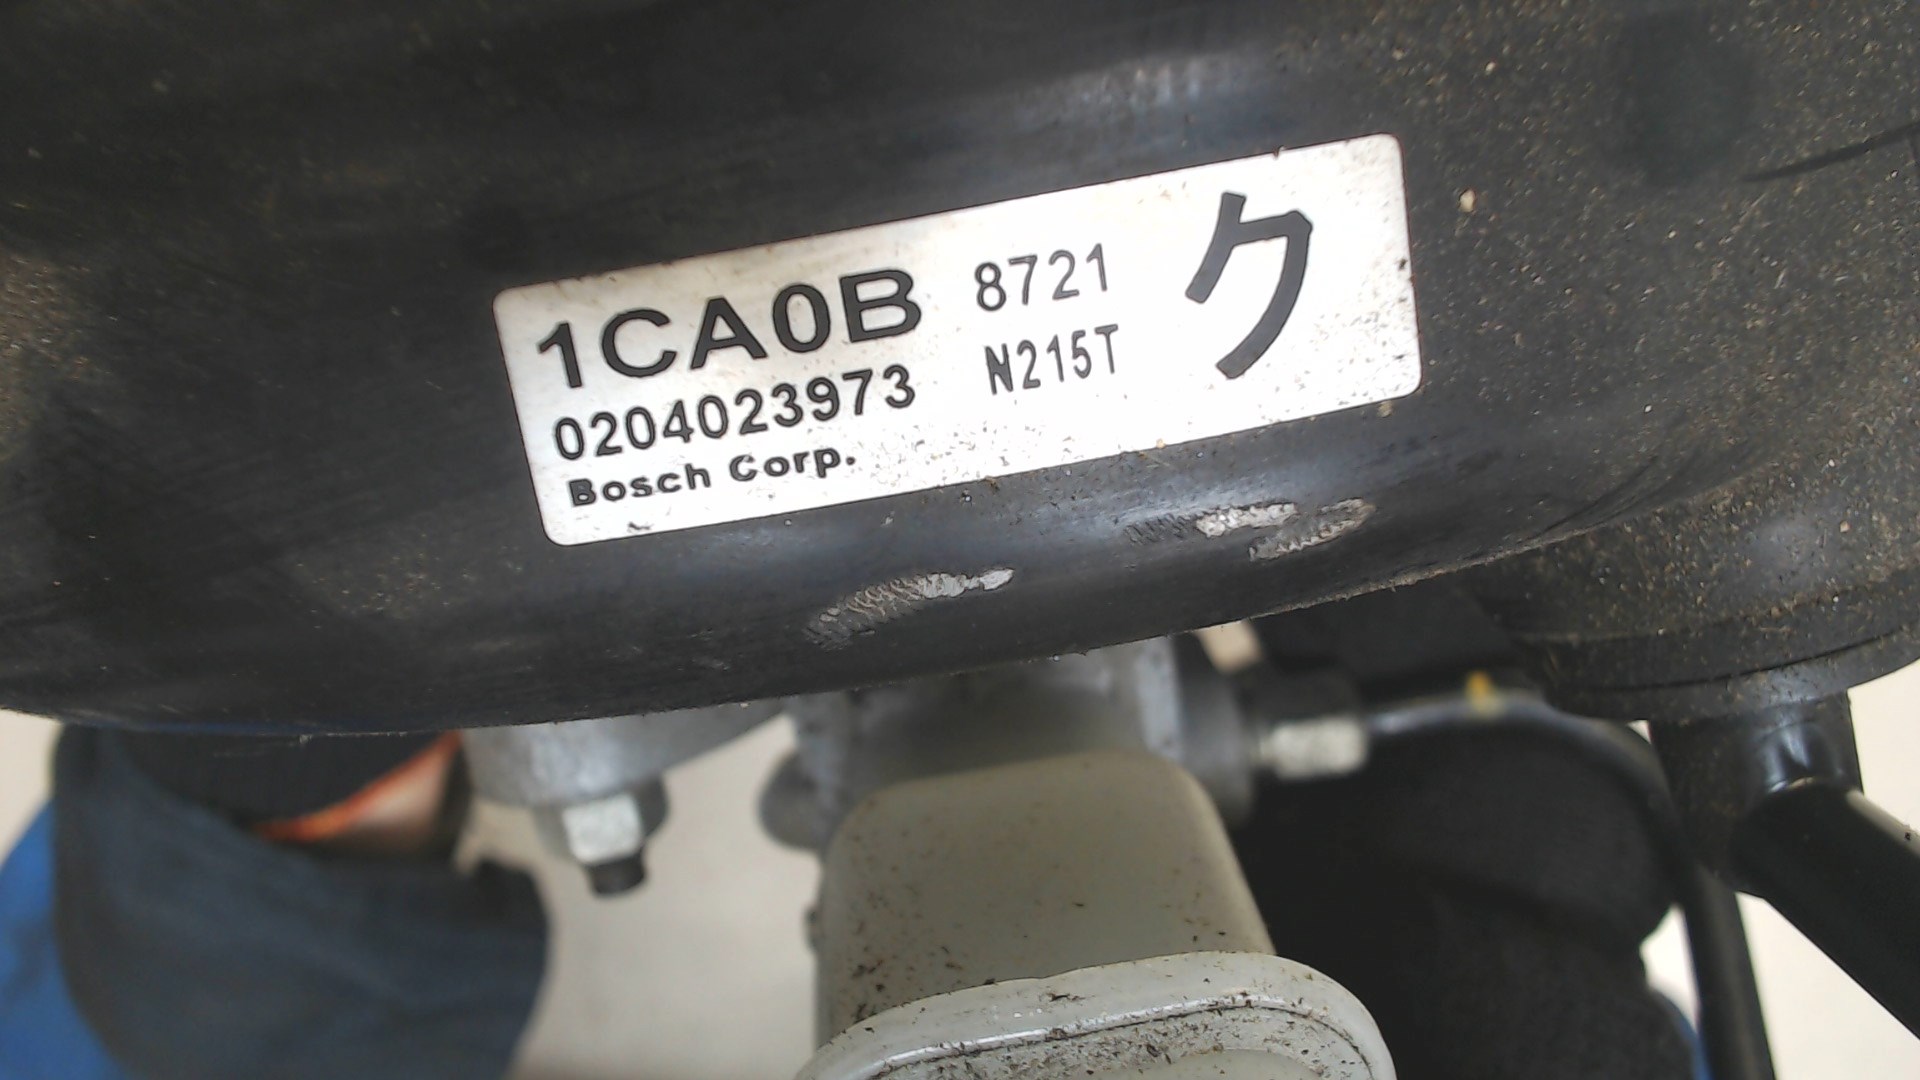 1CA0B 8721 ク
0204023973 N215T
Bosch Corp.